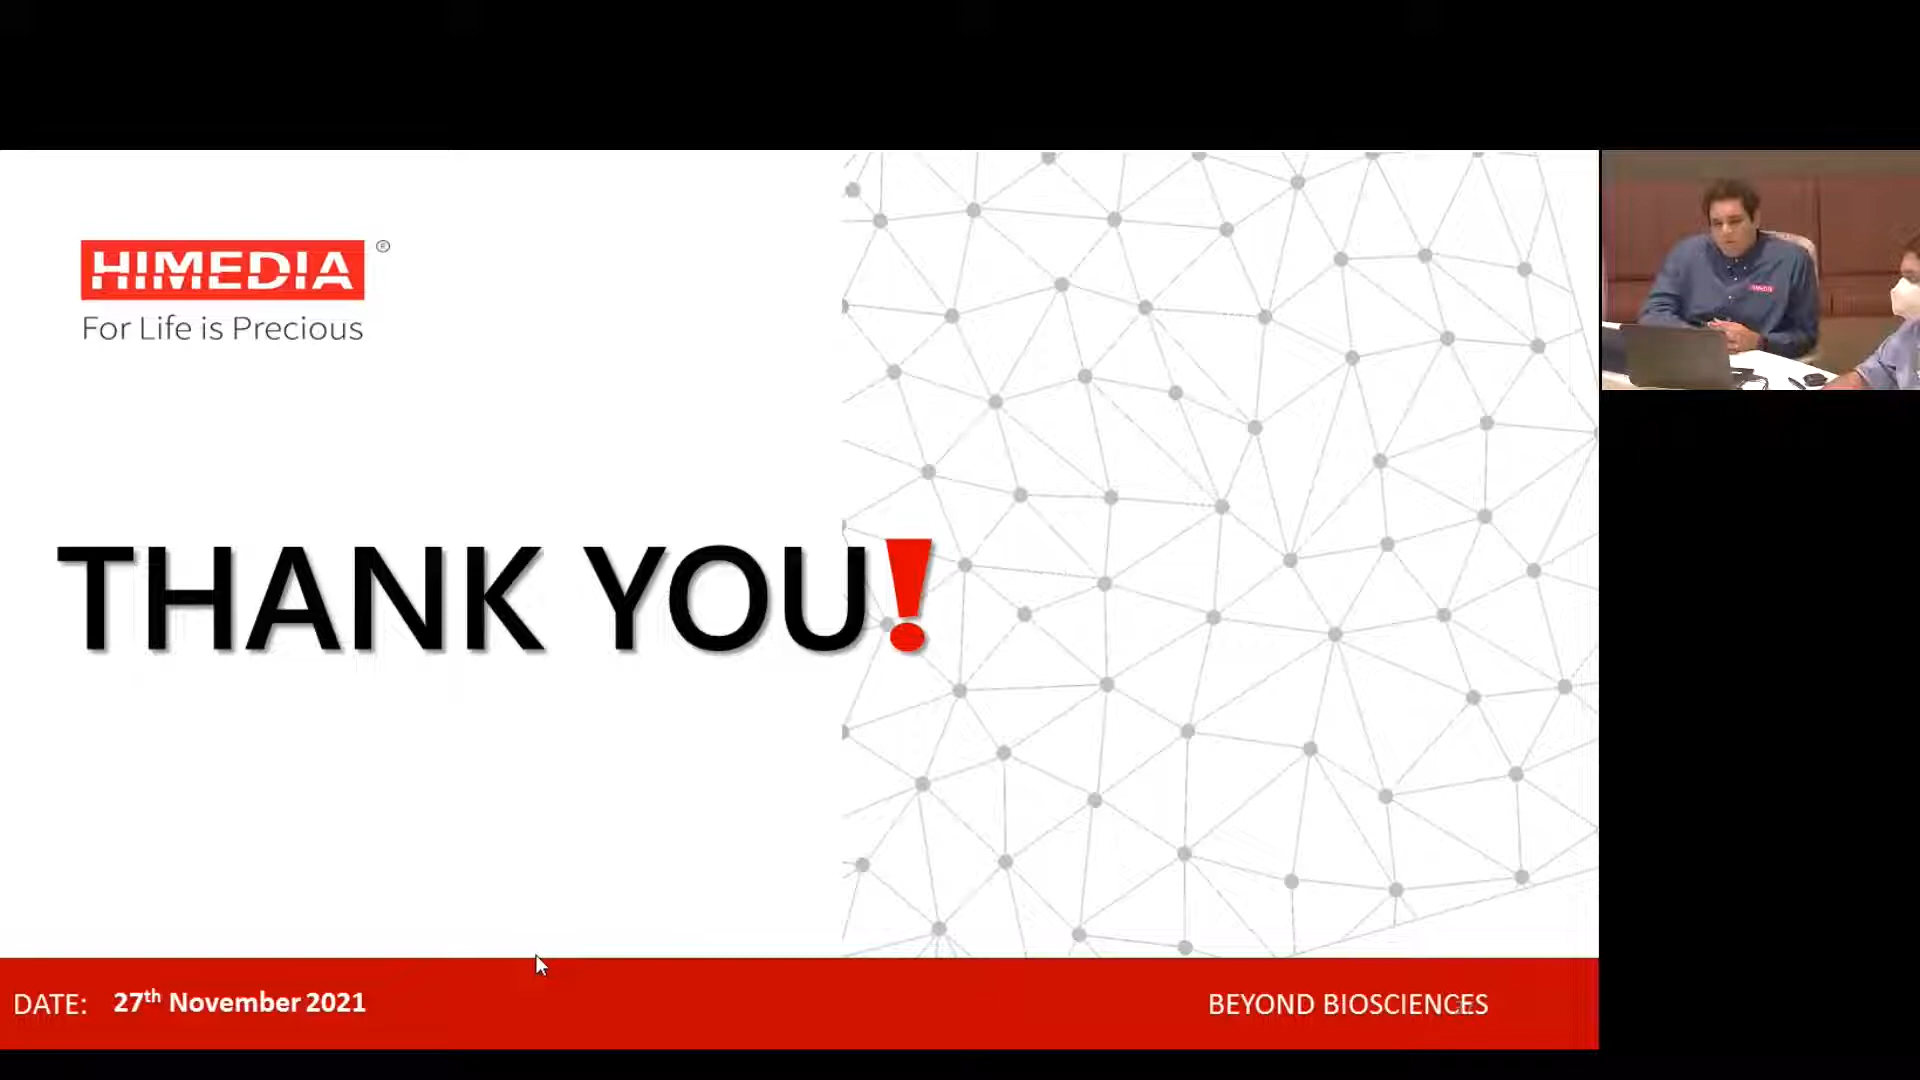 HIMEDIA®
For Life is Precious
THANK YOU!
DATE: 27th November 2021
BEYOND BIOSCIENCES